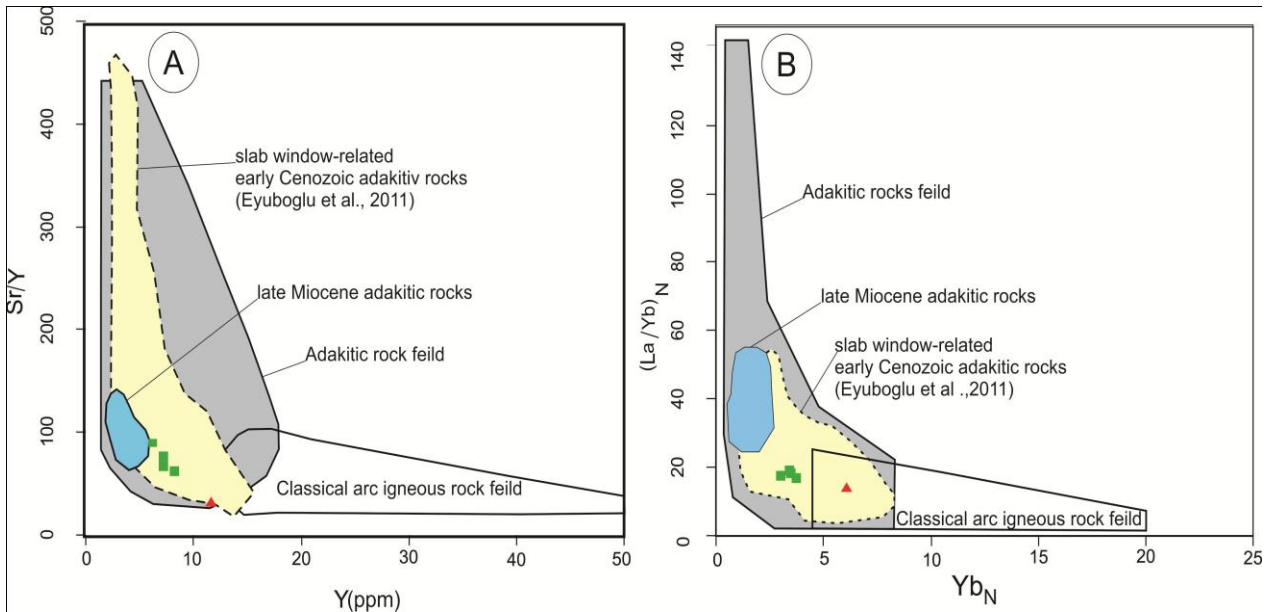 A
500
400
300
200
100
0
Sr/Y
slab window-related
early Cenozoic adakitiv rocks
(Eyuboglu et al., 2011)
late Miocene adakitic rocks
Adakitic rock feild
Classical arc igneous rock feild
0 10 20 30 40 50
Y(ppm)
B
140
120
100
80
60
40
20
0
(La /Yb)N
Adakitic rocks feild
late Miocene adakitic rocks
slab window-related
early Cenozoic adakitic rocks
(Eyuboglu et al .,2011)
Classical arc igneous rock feild
0 5 10 15 20 25
YbN